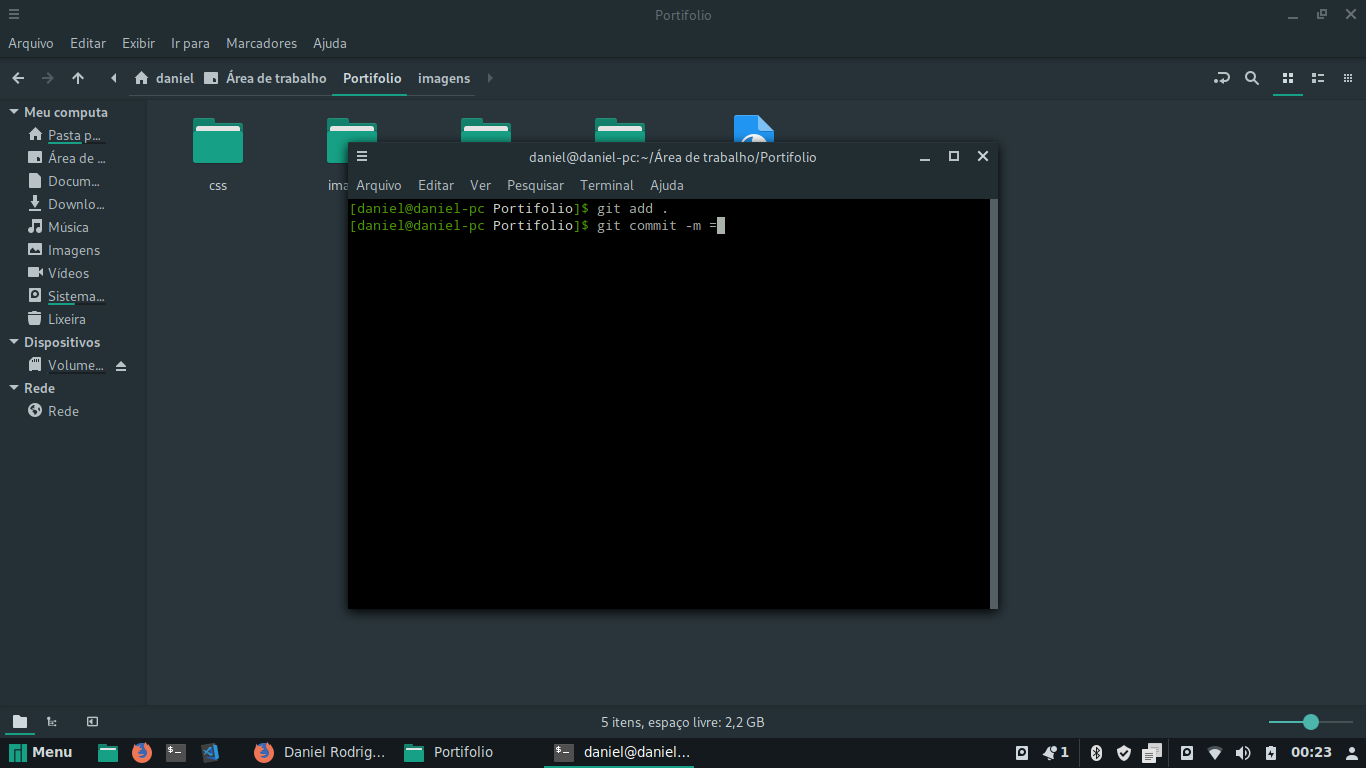 Portifolio
Arquivo Editar Exibir Ir para Marcadores Ajuda
daniel Área de trabalho Portifolio imagens
Meu computa
Pasta p...
Área de ...
Docum...
Downlo...
Música
Imagens
Vídeos
Sistema...
Lixeira
Dispositivos
Volume...
Rede
Rede
css
ima
daniel@daniel-pc:~/Área de trabalho/Portifolio
Arquivo Editar Ver Pesquisar Terminal Ajuda
[daniel@daniel-pc Portifolio]$ git add .
[daniel@daniel-pc Portifolio]$ git commit -m =
5 itens, espaço livre: 2,2 GB
Menu Daniel Rodrig... Portifolio daniel@daniel... 1 00:23